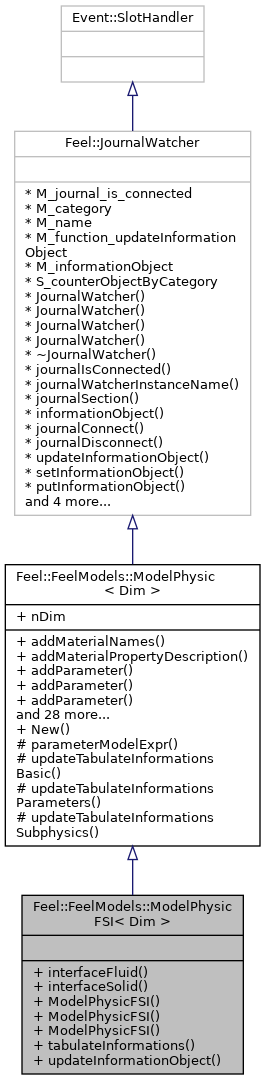 Event::SlotHandler
Feel::JournalWatcher
* M_journal_is_connected
* M_category
* M_name
* M_function_updateInformation
Object
* M_informationObject
* S_counterObjectByCategory
* JournalWatcher()
* JournalWatcher()
* JournalWatcher()
* JournalWatcher()
* ~JournalWatcher()
* journalIsConnected()
* journalWatcherInstanceName()
* journalSection()
* informationObject()
* journalConnect()
* journalDisconnect()
* updateInformationObject()
* setInformationObject()
* putInformationObject()
and 4 more...
Feel::FeelModels::ModelPhysic
< Dim >
+ nDim
+ addMaterialNames()
+ addMaterialPropertyDescription()
+ addParameter()
+ addParameter()
+ addParameter()
and 28 more...
+ New()
# parameterModelExpr()
# updateTabulateInformations
Basic()
# updateTabulateInformations
Parameters()
# updateTabulateInformations
Subphysics()
Feel::FeelModels::ModelPhysic
FSI< Dim >
+ interfaceFluid()
+ interfaceSolid()
+ ModelPhysicFSI()
+ ModelPhysicFSI()
+ ModelPhysicFSI()
+ tabulateInformations()
+ updateInformationObject()